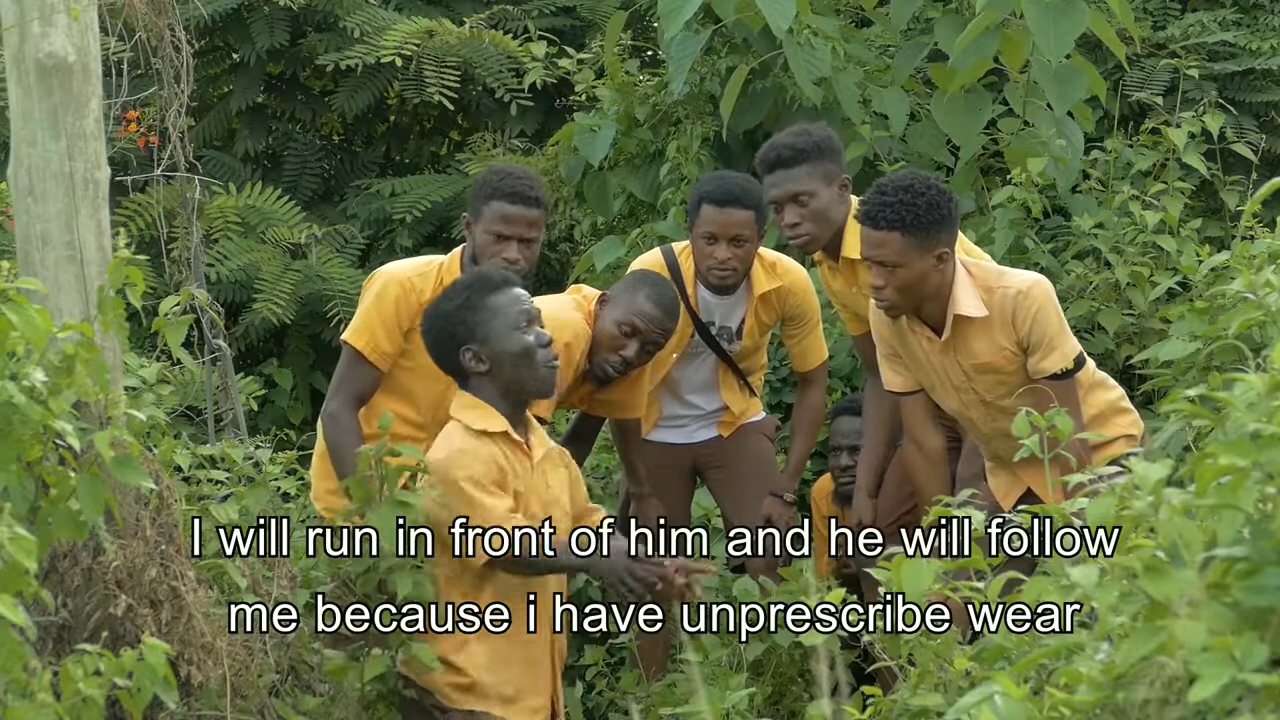 I will run in front of him and he will follow
me because i have unprescribe wear